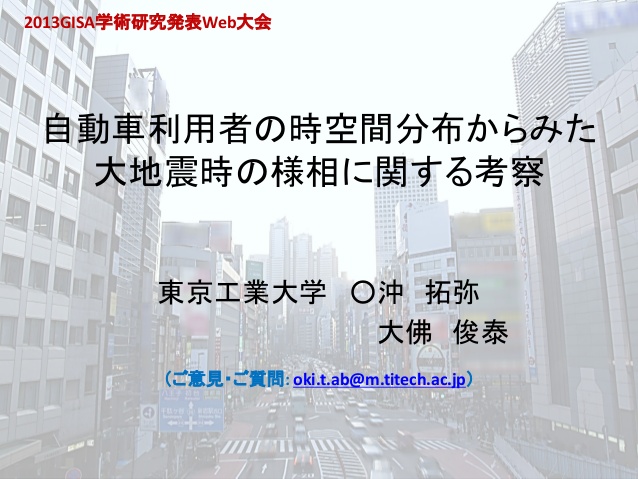 2013GISA学術研究発表Web大会
自動車利用者の時空間分布からみた
大地震時の様相に関する考察
東京工業大学　○沖　拓弥
大佛　俊泰
（ご意見・ご質問：oki.t.ab@m.titech.ac.jp）